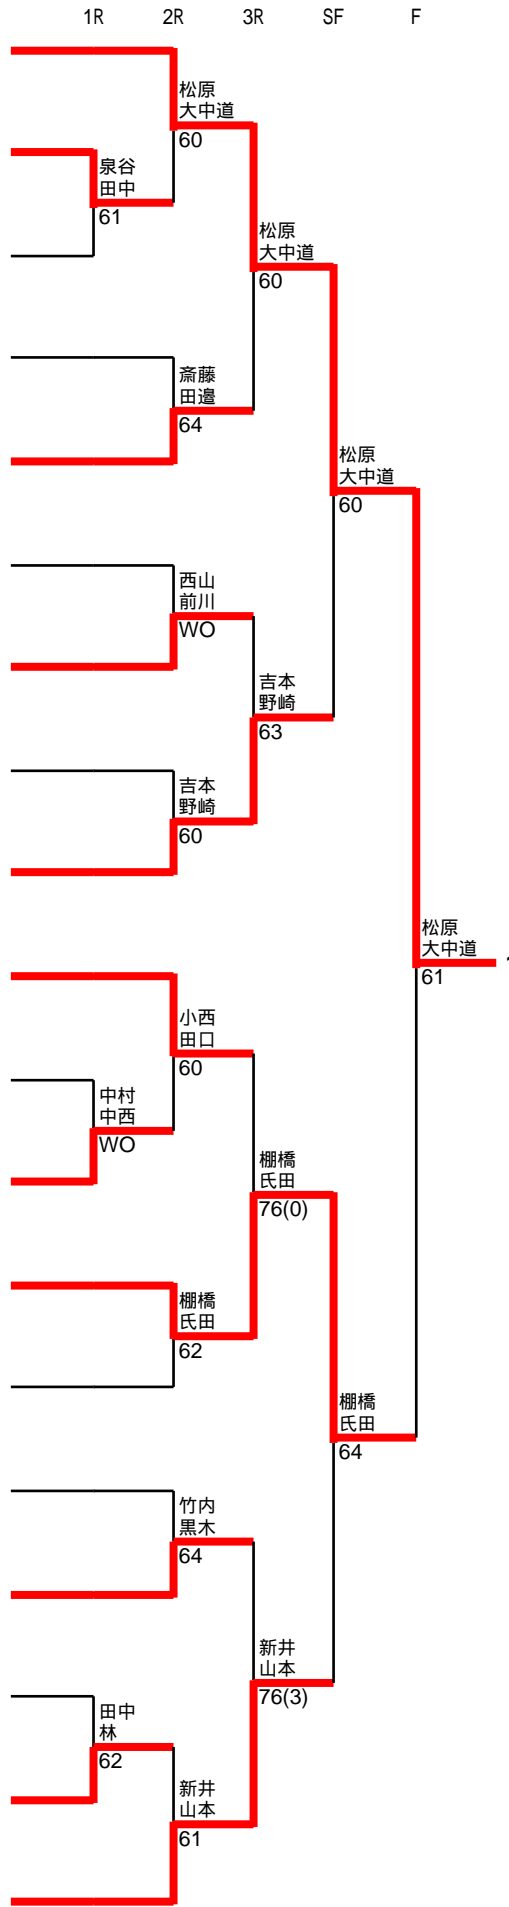 1R 2R 3R SF F
松原
大中道
60
泉谷
田中
61
松原
大中道
60
斎藤
田邉
64
松原
大中道
60
西山
前川
WO
吉本
野崎
63
吉本
野崎
60
松原
大中道
61
小西
田口
60
中村
中西
WO
棚橋
氏田
76(0)
棚橋
氏田
62
棚橋
氏田
64
竹内
黒木
64
新井
山本
76(3)
田中
林
62
新井
山本
61